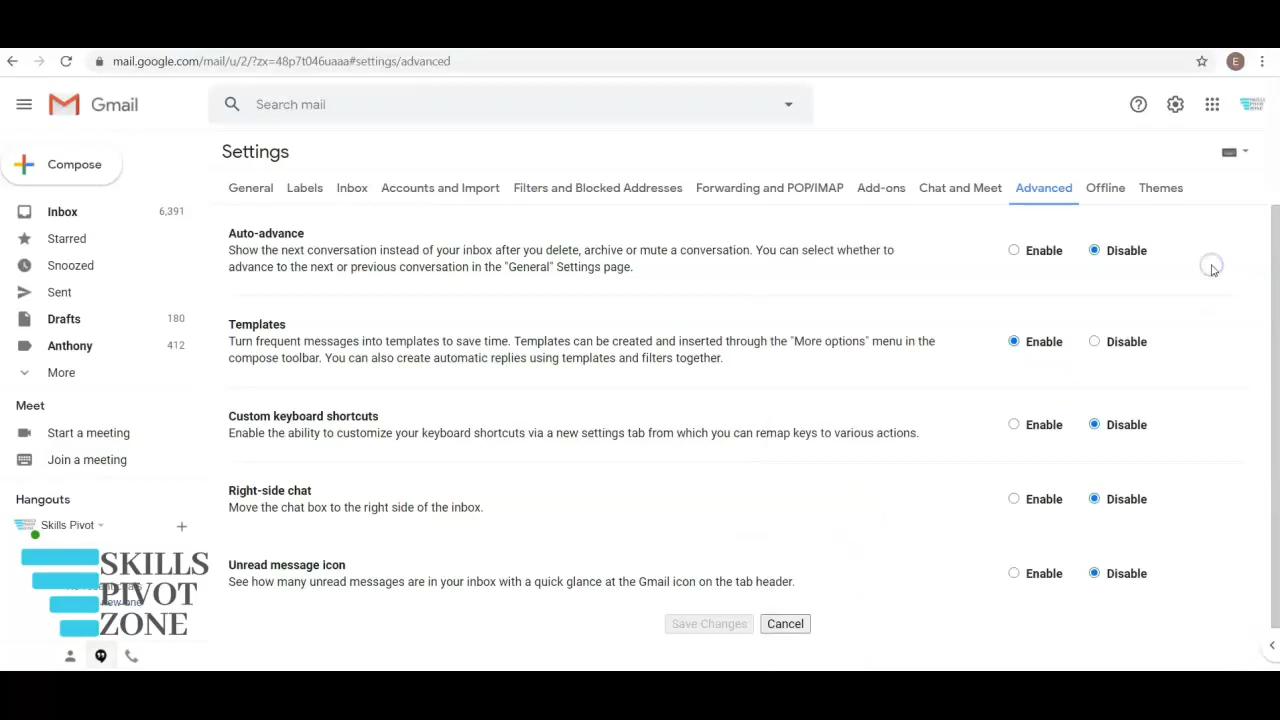 mail.google.com/mail/u/2/?zx=48p7t046uaaa#settings/advanced
E
Gmail
Search mail
Settings
Compose
General Labels Inbox Accounts and Import Filters and Blocked Addresses Forwarding and POP/IMAP Add-ons Chat and Meet Advanced Offline Themes
Inbox 6,391
Starred
Snoozed
Sent
Drafts 180
Anthony 412
More
Meet
Start a meeting
Join a meeting
Hangouts
Skills Pivot
SKILLS
PIVOT
ZONE
new one
Auto-advance
Show the next conversation instead of your inbox after you delete, archive or mute a conversation. You can select whether to
advance to the next or previous conversation in the "General" Settings page.
Enable Disable
Templates
Turn frequent messages into templates to save time. Templates can be created and inserted through the "More options" menu in the
compose toolbar. You can also create automatic replies using templates and filters together.
Enable Disable
Custom keyboard shortcuts
Enable the ability to customize your keyboard shortcuts via a new settings tab from which you can remap keys to various actions.
Enable Disable
Right-side chat
Move the chat box to the right side of the inbox.
Enable Disable
Unread message icon
See how many unread messages are in your inbox with a quick glance at the Gmail icon on the tab header.
Enable Disable
Save Changes Cancel